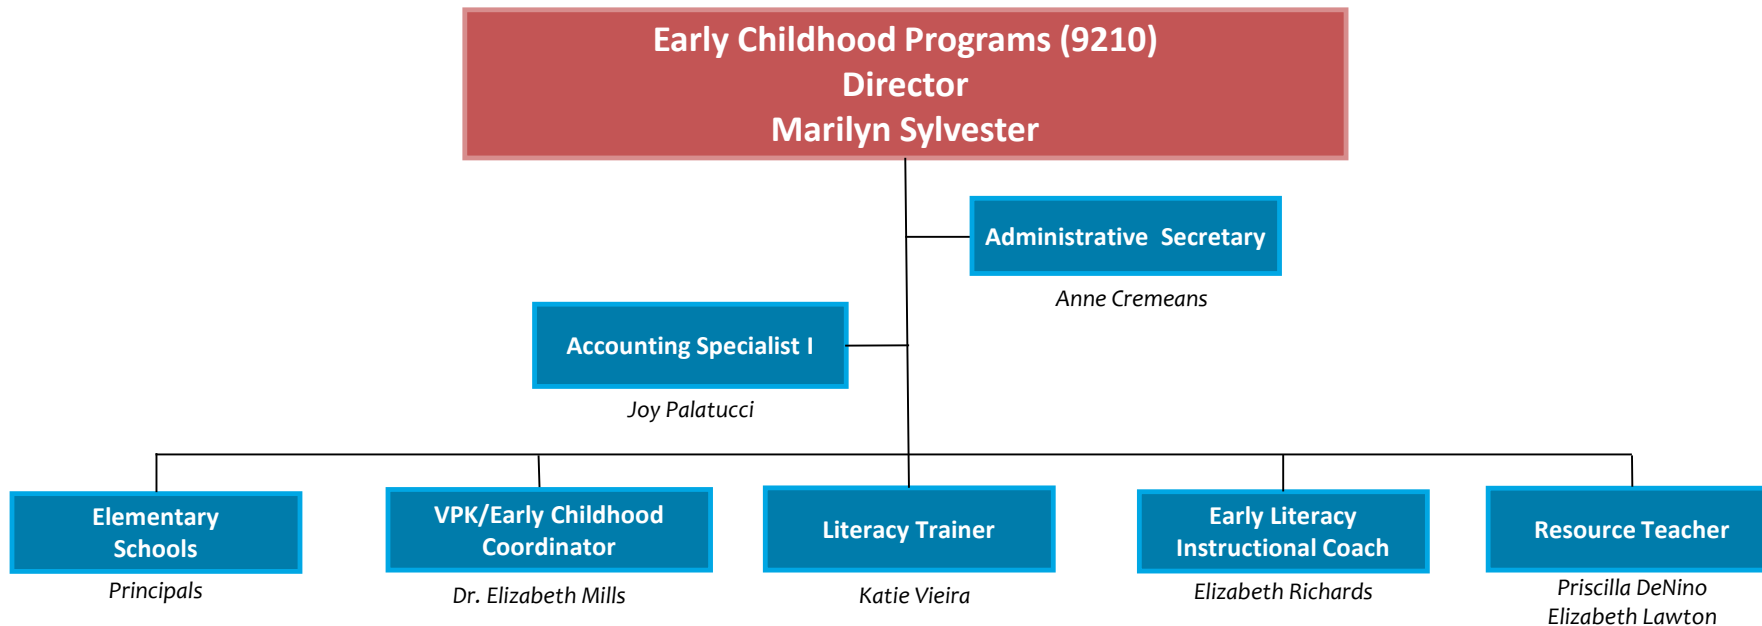 Early Childhood Programs (9210)
Director
Marilyn Sylvester
Administrative Secretary
Anne Cremeans
Accounting Specialist I
Joy Palatucci
Elementary
Schools
Principals
VPK/Early Childhood
Coordinator
Dr. Elizabeth Mills
Literacy Trainer
Katie Vieira
Early Literacy
Instructional Coach
Elizabeth Richards
Resource Teacher
Priscilla DeNino
Elizabeth Lawton